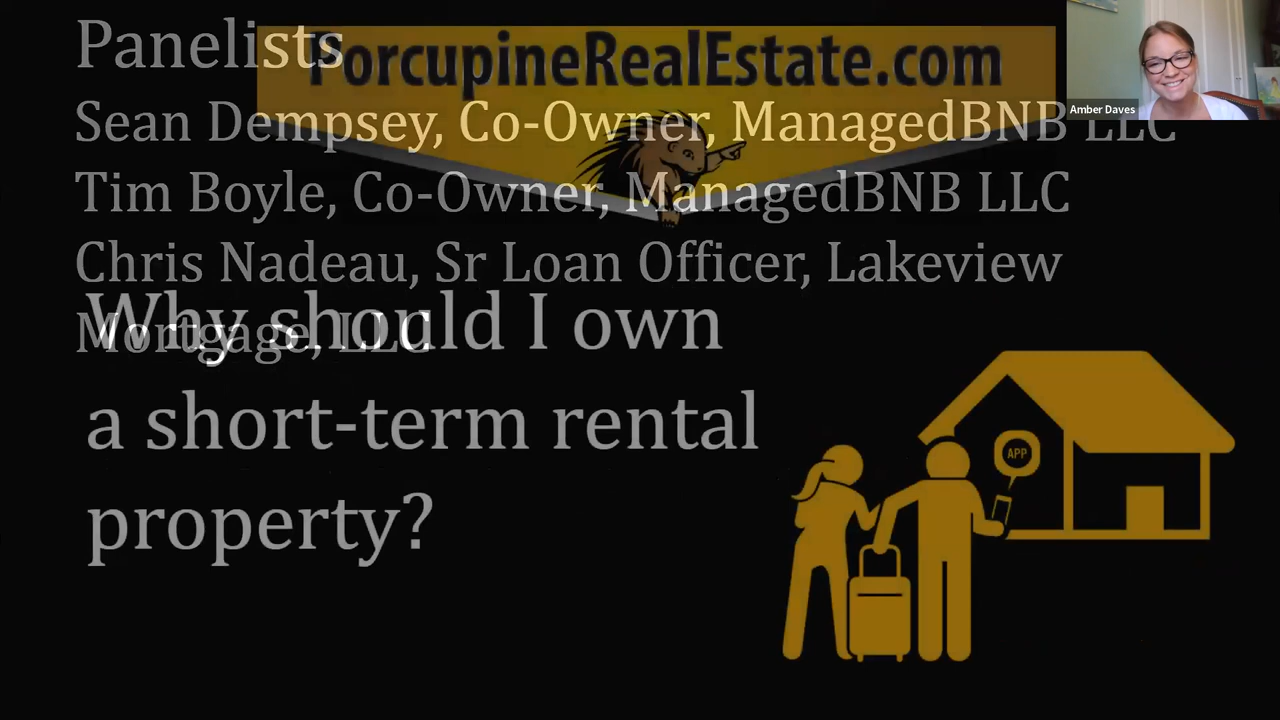 Panelists
PorcupineRealEstate.com
Amber Daves
Sean Dempsey, Co-Owner, ManagedBNB LLC
Tim Boyle, Co-Owner, ManagedBNB LLC
Chris Nadeau, Sr Loan Officer, Lakeview
Mortgage, LLC
Why should I own
a short-term rental
property?
APP